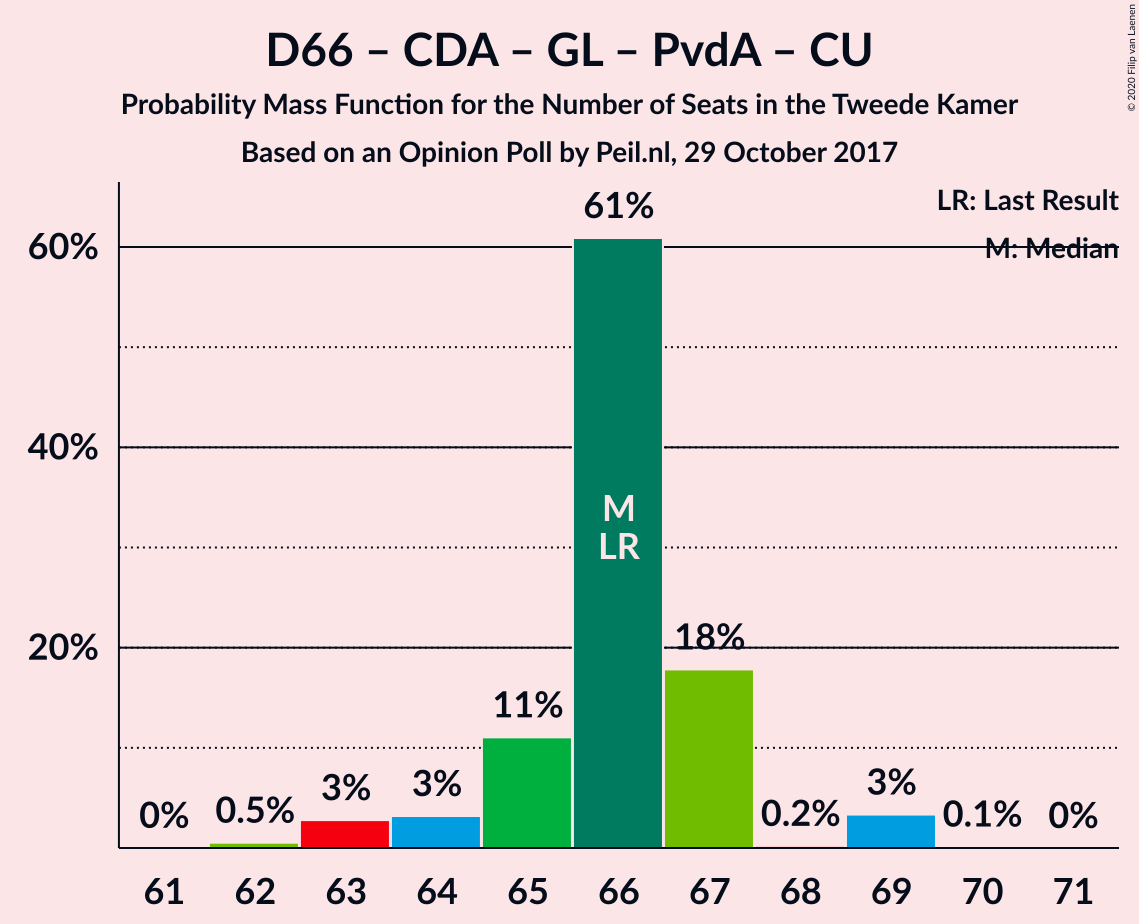 D66 – CDA – GL – PvdA – CU
Probability Mass Function for the Number of Seats in the Tweede Kamer
Based on an Opinion Poll by Peil.nl, 29 October 2017
© 2020 Filip van Laenen
LR: Last Result
M: Median
60%
40%
20%
0%
0.5%
3%
3%
11%
61%
M
LR
18%
0.2%
3%
0.1%
0%
61 62 63 64 65 66 67 68 69 70 71